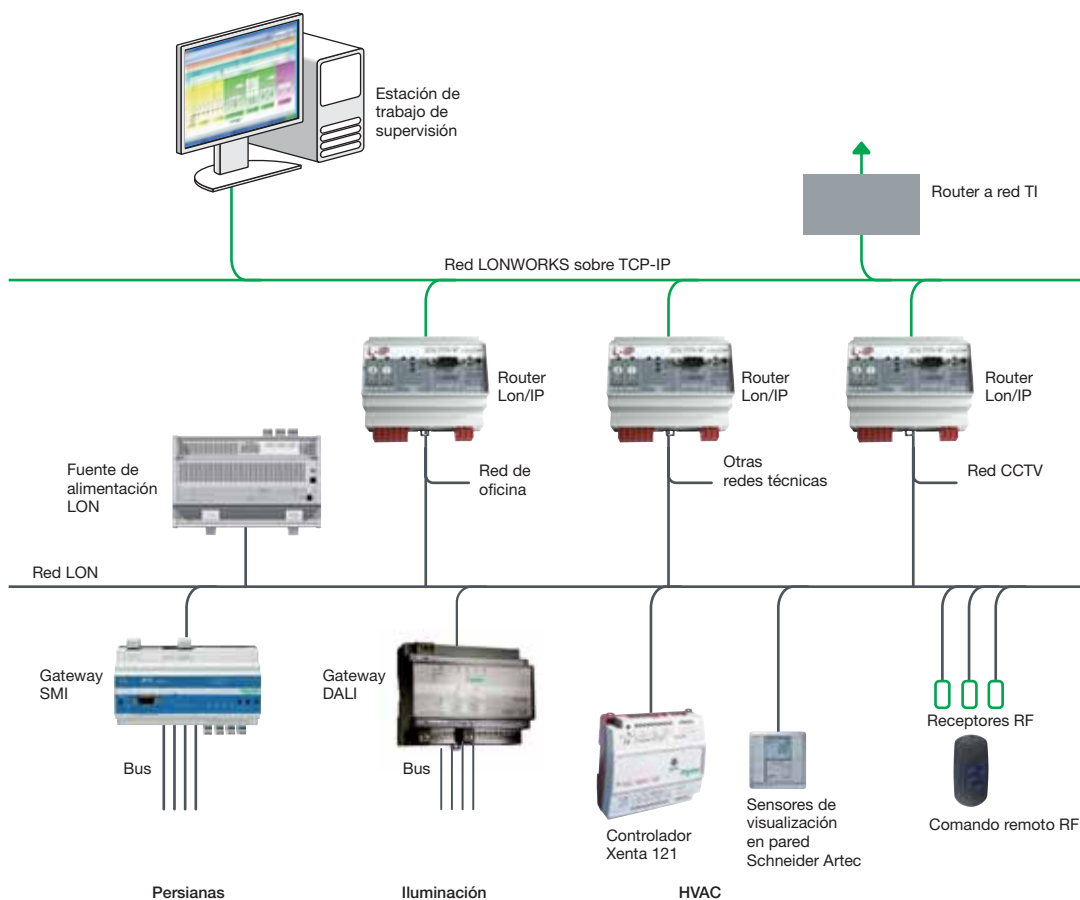 Estación de
trabajo de
supervisión
Router a red TI
Red LONWORKS sobre TCP-IP
Router
Lon/IP
Router
Lon/IP
Router
Lon/IP
Fuente de
alimentación
LON
Red de
oficina
Otras
redes técnicas
Red CCTV
Red LON
Gateway
SMI
Gateway
DALI
Bus
Bus
Receptores RF
Controlador
Xenta 121
Sensores de
visualización
en pared
Schneider Artec
Comando remoto RF
Persianas
Iluminación
HVAC